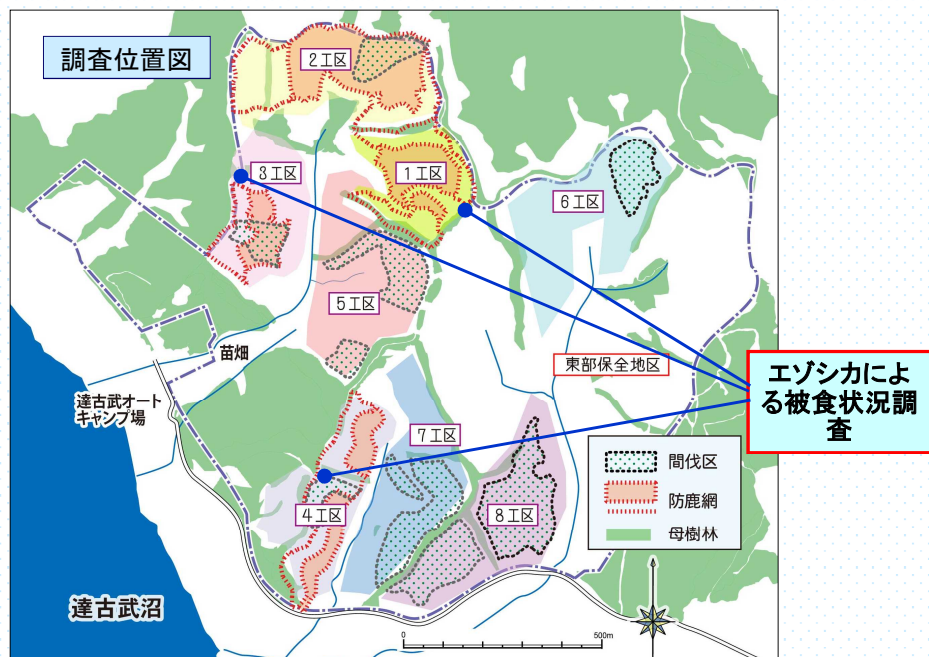 調査位置図
2工区
3工区
1工区
6工区
5工区
苗畑
東部保全地区
エゾシカによ
る被食状況調
査
達古武オート
キャンプ場
7工区
4工区
8工区
間伐区
防鹿網
母樹林
達古武沼
0
500m